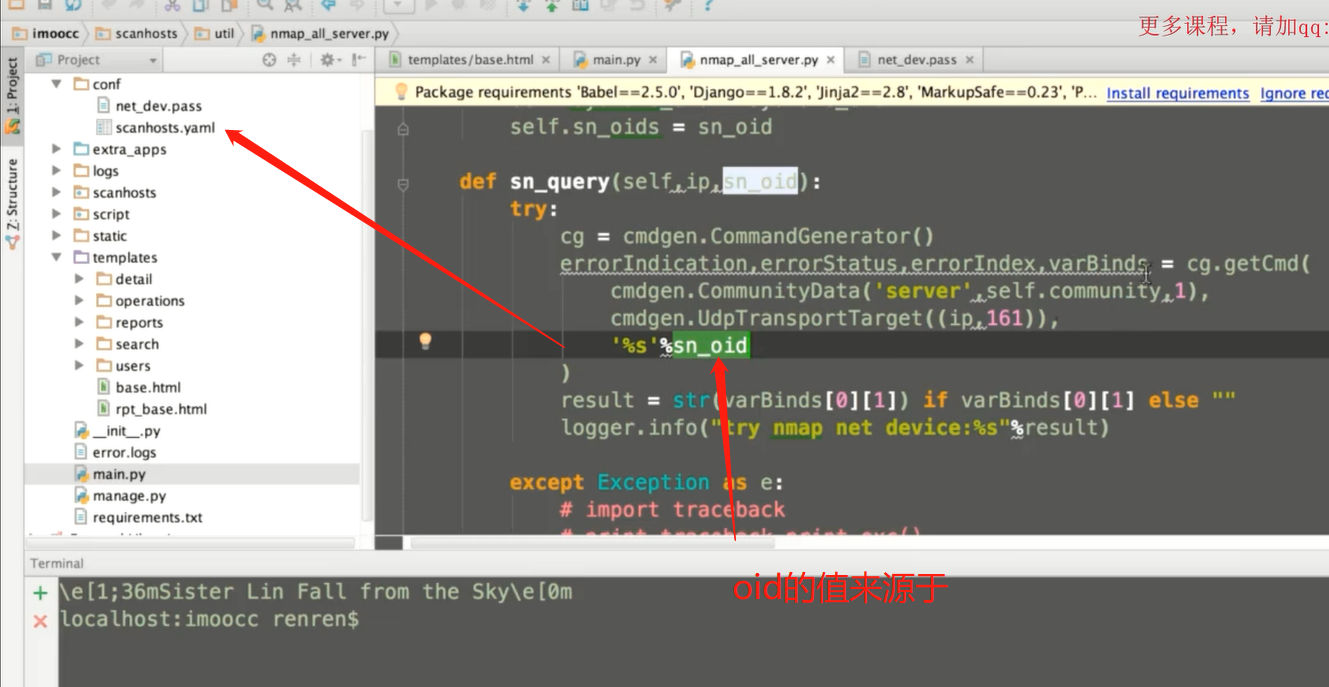 imoocc scanhosts util nmap_all_server.py
更多课程，请加qq:
Project
templates/base.html × main.py × nmap_all_server.py × net_dev.pass ×
1: Project
Z: Structure
conf
net_dev.pass
scanhosts.yaml
extra_apps
logs
scanhosts
script
static
templates
detail
operations
reports
search
users
base.html
rpt_base.html
__init__.py
error.logs
main.py
manage.py
requirements.txt
Package requirements 'Babel==2.5.0', 'Django==1.8.2', 'Jinja2==2.8', 'MarkupSafe==0.23', 'P... Install requirements Ignore req
self.sn_oids = sn_oid
def sn_query(self,ip,sn_oid):
try:
cg = cmdgen.CommandGenerator()
errorIndication,errorStatus,errorIndex,varBinds = cg.getCmd(
cmdgen.CommunityData('server',self.community,1),
cmdgen.UdpTransportTarget((ip,161)),
'%s'%sn_oid
)
result = str(varBinds[0][1]) if varBinds[0][1] else ""
logger.info("try nmap net device:%s"%result)
except Exception as e:
# import traceback
# print traceback.print_exc()
oid的值来源于
Terminal
\e[1;36mSister Lin Fall from the Sky\e[0m
localhost:imoocc renren$